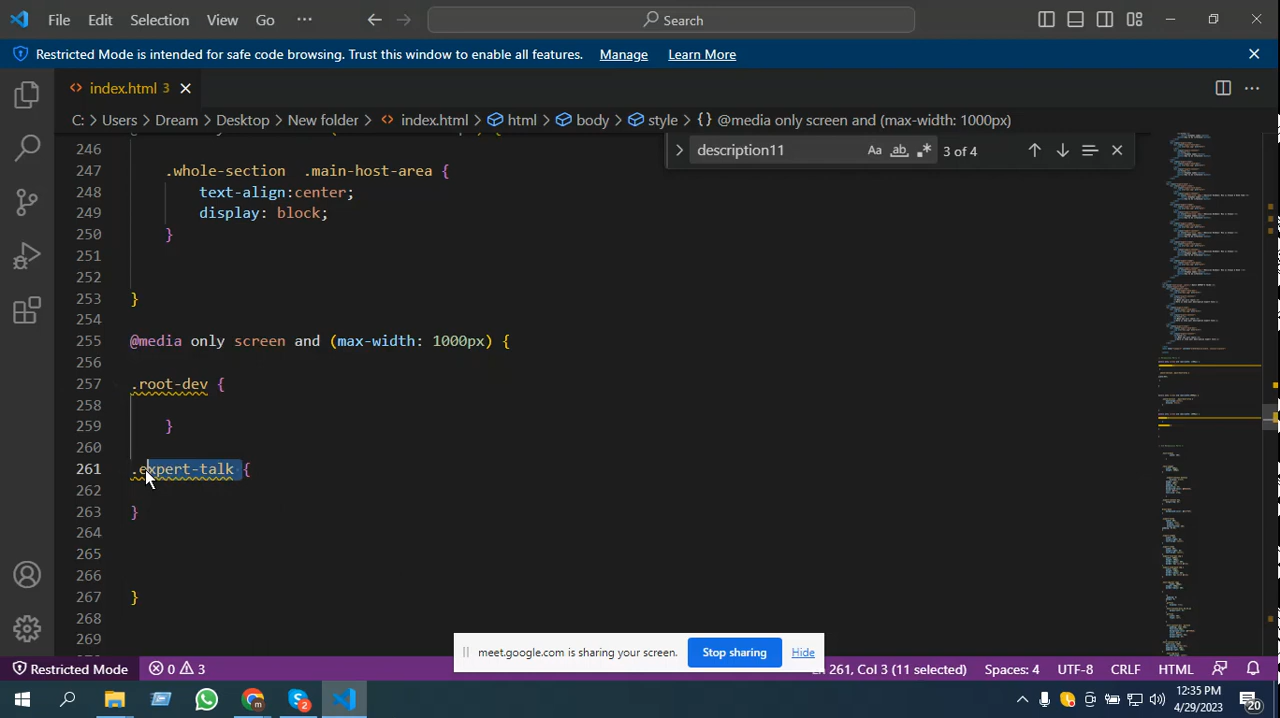 File Edit Selection View Go ··· Search
Restricted Mode is intended for safe code browsing. Trust this window to enable all features. Manage Learn More
index.html 3
C: > Users > Dream > Desktop > New folder > index.html > html > body > style > {} @media only screen and (max-width: 1000px)
description11 Aa ab 3 of 4
246
247 .whole-section .main-host-area {
248 text-align:center;
249 display: block;
250 }
251
252
253 }
254
255 @media only screen and (max-width: 1000px) {
256
257 .root-dev {
258
259 }
260
261 .expert-talk {
262
263 }
264
265
266
267 }
268
269
meet.google.com is sharing your screen. Stop sharing Hide
Restricted Mode 0 3 Ln 261, Col 3 (11 selected) Spaces: 4 UTF-8 CRLF HTML
12:35 PM
4/29/2023
20
2